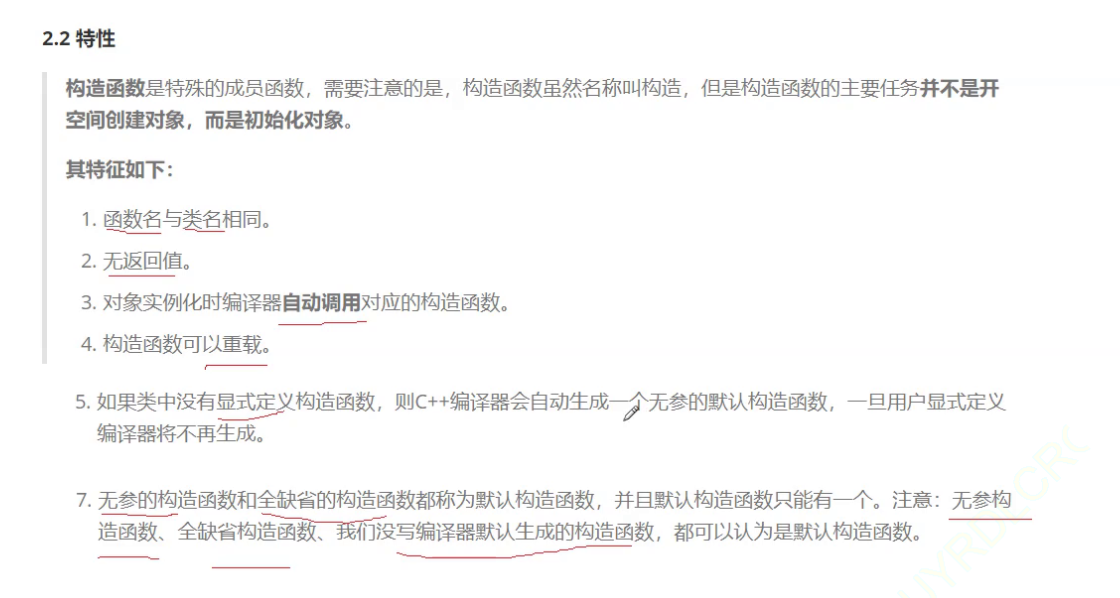 2.2 特性
构造函数是特殊的成员函数，需要注意的是，构造函数虽然名称叫构造，但是构造函数的主要任务并不是开
空间创建对象，而是初始化对象。
其特征如下：
1. 函数名与类名相同。
2. 无返回值。
3. 对象实例化时编译器自动调用对应的构造函数。
4. 构造函数可以重载。
5. 如果类中没有显式定义构造函数，则C++编译器会自动生成一个无参的默认构造函数，一旦用户显式定义
编译器将不再生成。
7. 无参的构造函数和全缺省的构造函数都称为默认构造函数，并且默认构造函数只能有一个。注意：无参构
造函数、全缺省构造函数、我们没写编译器默认生成的构造函数，都可以认为是默认构造函数。